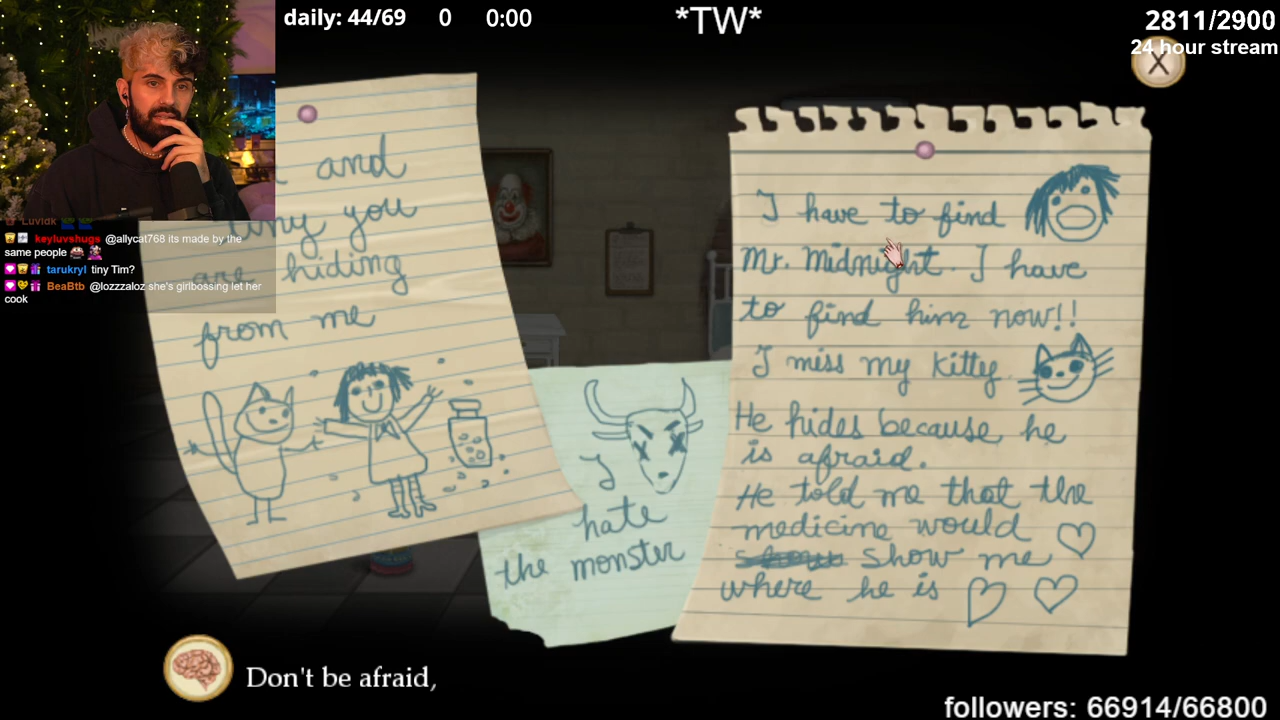 daily: 44/69 0 0:00
*TW*
2811/2900
24 hour stream
X
and
you
are hiding
from me
I
hate
the monster
I have to find
Mr. Midnight. I have
to find him now!!
I miss my kitty
He hides because he
is afraid.
He told me that the
medicine would
show me
where he is
Luvidk
keyluvshugs @allycat768 its made by the
same people
tarukryl tiny Tim?
BeaBtb @lozzzaloz she's girlbossing let her
cook
Don't be afraid,
followers: 66914/66800